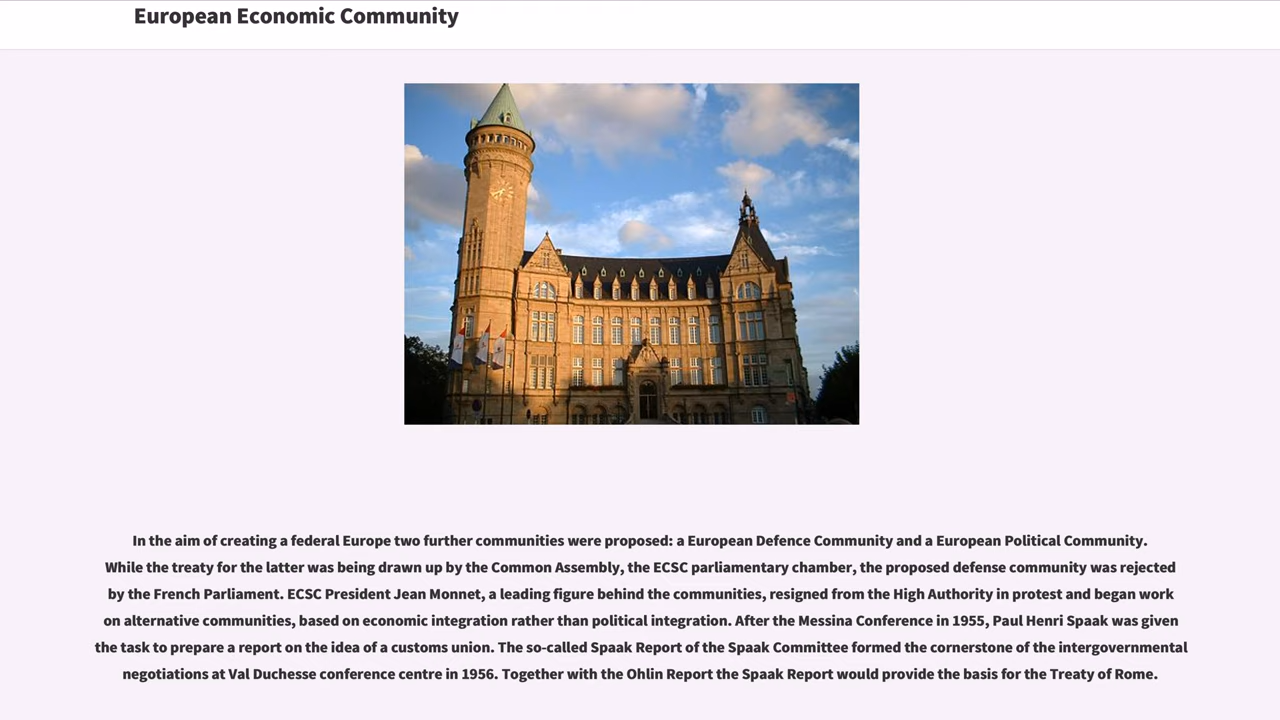 European Economic Community
In the aim of creating a federal Europe two further communities were proposed: a European Defence Community and a European Political Community.
While the treaty for the latter was being drawn up by the Common Assembly, the ECSC parliamentary chamber, the proposed defense community was rejected
by the French Parliament. ECSC President Jean Monnet, a leading figure behind the communities, resigned from the High Authority in protest and began work
on alternative communities, based on economic integration rather than political integration. After the Messina Conference in 1955, Paul Henri Spaak was given
the task to prepare a report on the idea of a customs union. The so-called Spaak Report of the Spaak Committee formed the cornerstone of the intergovernmental
negotiations at Val Duchesse conference centre in 1956. Together with the Ohlin Report the Spaak Report would provide the basis for the Treaty of Rome.